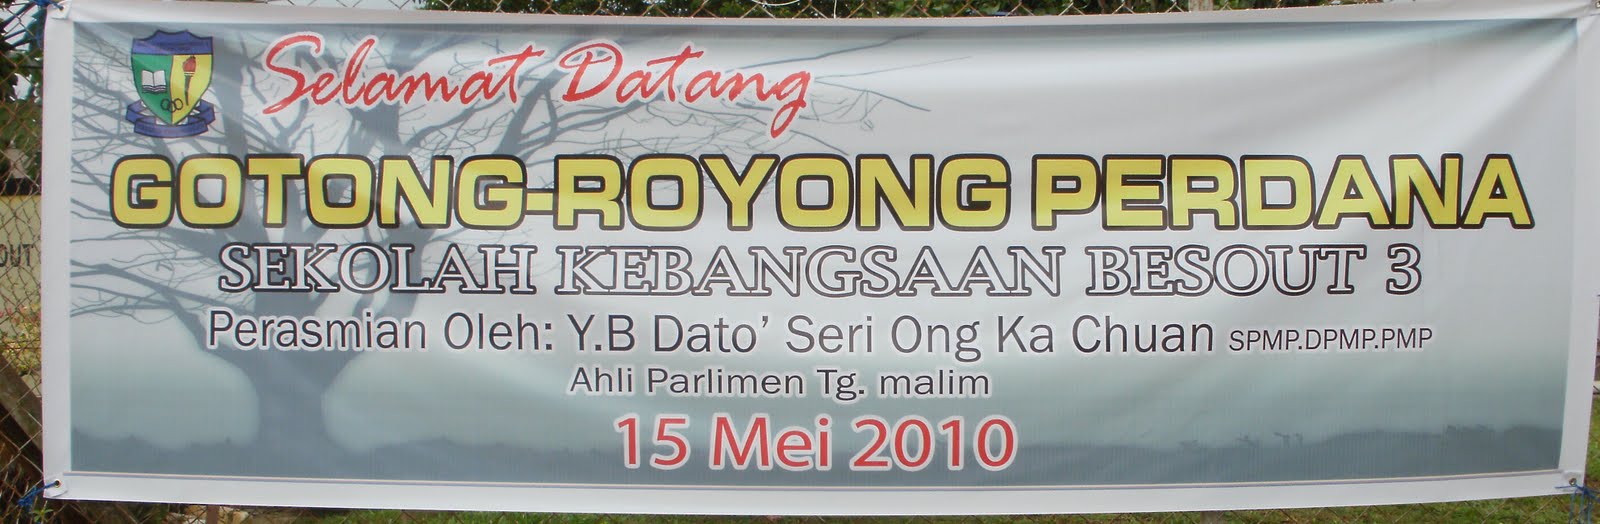 Selamat Datang
GOTONG-ROYONG PERDANA
SEKOLAH KEBANGSAAN BESOUT 3
Perasmian Oleh: Y.B Dato' Seri Ong Ka Chuan SPMP.DPMP.PMP
Ahli Parlimen Tg. malim
15 Mei 2010